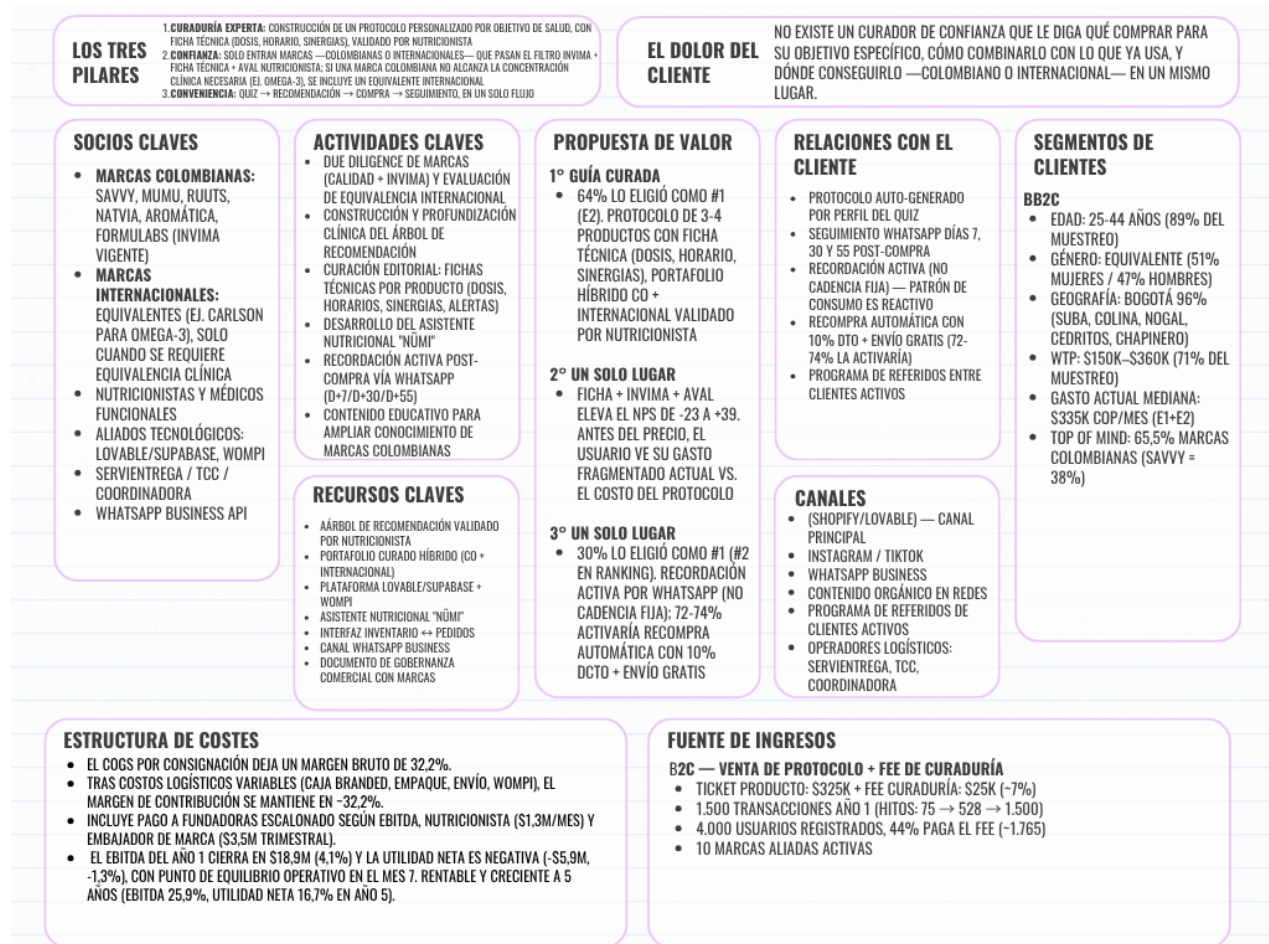 LOS TRES
PILARES
1.CURADURÍA EXPERTA: CONSTRUCCIÓN DE UN PROTOCOLO PERSONALIZADO POR OBJETIVO DE SALUD, CON
FICHA TÉCNICA (DOSIS, HORARIO, SINERGIAS), VALIDADO POR NUTRICIONISTA
2.CONFIANZA: SOLO ENTRAN MARCAS —COLOMBIANAS O INTERNACIONALES— QUE PASAN EL FILTRO INVIMA +
FICHA TÉCNICA + AVAL NUTRICIONISTA; SI UNA MARCA COLOMBIANA NO ALCANZA LA CONCENTRACIÓN
CLÍNICA NECESARIA (EJ. OMEGA-3), SE INCLUYE UN EQUIVALENTE INTERNACIONAL
3.CONVENIENCIA: QUIZ → RECOMENDACIÓN → COMPRA → SEGUIMIENTO, EN UN SOLO FLUJO
EL DOLOR DEL
CLIENTE
NO EXISTE UN CURADOR DE CONFIANZA QUE LE DIGA QUÉ COMPRAR PARA
SU OBJETIVO ESPECÍFICO, CÓMO COMBINARLO CON LO QUE YA USA, Y
DÓNDE CONSEGUIRLO —COLOMBIANO O INTERNACIONAL— EN UN MISMO
LUGAR.
SOCIOS CLAVES
• MARCAS COLOMBIANAS:
SAVVY, MUMU, RUUTS,
NATVIA, AROMÁTICA,
FORMULABS (INVIMA
VIGENTE)
• MARCAS
INTERNACIONALES:
EQUIVALENTES (EJ. CARLSON
PARA OMEGA-3), SOLO
CUANDO SE REQUIERE
EQUIVALENCIA CLÍNICA
• NUTRICIONISTAS Y MÉDICOS
FUNCIONALES
• ALIADOS TECNOLÓGICOS:
LOVABLE/SUPABASE, WOMPI
• SERVIENTREGA / TCC /
COORDINADORA
• WHATSAPP BUSINESS API
ACTIVIDADES CLAVES
• DUE DILIGENCE DE MARCAS
(CALIDAD + INVIMA) Y EVALUACIÓN
DE EQUIVALENCIA INTERNACIONAL
• CONSTRUCCIÓN Y PROFUNDIZACIÓN
CLÍNICA DEL ÁRBOL DE
RECOMENDACIÓN
• CURACIÓN EDITORIAL: FICHAS
TÉCNICAS POR PRODUCTO (DOSIS,
HORARIOS, SINERGIAS, ALERTAS)
• DESARROLLO DEL ASISTENTE
NUTRICIONAL "NÜMI"
• RECORDACIÓN ACTIVA POST-
COMPRA VÍA WHATSAPP
(D+7/D+30/D+55)
• CONTENIDO EDUCATIVO PARA
AMPLIAR CONOCIMIENTO DE
MARCAS COLOMBIANAS
RECURSOS CLAVES
• AÁRBOL DE RECOMENDACIÓN VALIDADO
POR NUTRICIONISTA
• PORTAFOLIO CURADO HÍBRIDO (CO +
INTERNACIONAL)
• PLATAFORMA LOVABLE/SUPABASE +
WOMPI
• ASISTENTE NUTRICIONAL "NÜMI"
• INTERFAZ INVENTARIO ↔ PEDIDOS
• CANAL WHATSAPP BUSINESS
• DOCUMENTO DE GOBERNANZA
COMERCIAL CON MARCAS
PROPUESTA DE VALOR
1° GUÍA CURADA
• 64% LO ELIGIÓ COMO #1
(E2). PROTOCOLO DE 3-4
PRODUCTOS CON FICHA
TÉCNICA (DOSIS, HORARIO,
SINERGIAS), PORTAFOLIO
HÍBRIDO CO +
INTERNACIONAL VALIDADO
POR NUTRICIONISTA
2° UN SOLO LUGAR
• FICHA + INVIMA + AVAL
ELEVA EL NPS DE -23 A +39.
ANTES DEL PRECIO, EL
USUARIO VE SU GASTO
FRAGMENTADO ACTUAL VS.
EL COSTO DEL PROTOCOLO
3° UN SOLO LUGAR
• 30% LO ELIGIÓ COMO #1 (#2
EN RANKING). RECORDACIÓN
ACTIVA POR WHATSAPP (NO
CADENCIA FIJA); 72-74%
ACTIVARÍA RECOMPRA
AUTOMÁTICA CON 10%
DCTO + ENVÍO GRATIS
RELACIONES CON EL
CLIENTE
• PROTOCOLO AUTO-GENERADO
POR PERFIL DEL QUIZ
• SEGUIMIENTO WHATSAPP DÍAS 7,
30 Y 55 POST-COMPRA
• RECORDACIÓN ACTIVA (NO
CADENCIA FIJA) — PATRÓN DE
CONSUMO ES REACTIVO
• RECOMPRA AUTOMÁTICA CON
10% DTO + ENVÍO GRATIS (72-
74% LA ACTIVARÍA)
• PROGRAMA DE REFERIDOS ENTRE
CLIENTES ACTIVOS
CANALES
• (SHOPIFY/LOVABLE) — CANAL
PRINCIPAL
• INSTAGRAM / TIKTOK
• WHATSAPP BUSINESS
• CONTENIDO ORGÁNICO EN REDES
• PROGRAMA DE REFERIDOS DE
CLIENTES ACTIVOS
• OPERADORES LOGÍSTICOS:
SERVIENTREGA, TCC,
COORDINADORA
SEGMENTOS DE
CLIENTES
BB2C
• EDAD: 25-44 AÑOS (89% DEL
MUESTREO)
• GÉNERO: EQUIVALENTE (51%
MUJERES / 47% HOMBRES)
• GEOGRAFÍA: BOGOTÁ 96%
(SUBA, COLINA, NOGAL,
CEDRITOS, CHAPINERO)
• WTP: $150K–$360K (71% DEL
MUESTREO)
• GASTO ACTUAL MEDIANA:
$335K COP/MES (E1+E2)
• TOP OF MIND: 65,5% MARCAS
COLOMBIANAS (SAVVY =
38%)
ESTRUCTURA DE COSTES
• EL COGS POR CONSIGNACIÓN DEJA UN MARGEN BRUTO DE 32,2%.
• TRAS COSTOS LOGÍSTICOS VARIABLES (CAJA BRANDED, EMPAQUE, ENVÍO, WOMPI), EL
MARGEN DE CONTRIBUCIÓN SE MANTIENE EN ~32,2%.
• INCLUYE PAGO A FUNDADORAS ESCALONADO SEGÚN EBITDA, NUTRICIONISTA ($1,3M/MES) Y
EMBAJADOR DE MARCA ($3,5M TRIMESTRAL).
• EL EBITDA DEL AÑO 1 CIERRA EN $18,9M (4,1%) Y LA UTILIDAD NETA ES NEGATIVA (-$5,9M,
-1,3%), CON PUNTO DE EQUILIBRIO OPERATIVO EN EL MES 7. RENTABLE Y CRECIENTE A 5
AÑOS (EBITDA 25,9%, UTILIDAD NETA 16,7% EN AÑO 5).
FUENTE DE INGRESOS
B2C — VENTA DE PROTOCOLO + FEE DE CURADURÍA
• TICKET PRODUCTO: $325K + FEE CURADURÍA: $25K (~7%)
• 1.500 TRANSACCIONES AÑO 1 (HITOS: 75 → 528 → 1.500)
• 4.000 USUARIOS REGISTRADOS, 44% PAGA EL FEE (~1.765)
• 10 MARCAS ALIADAS ACTIVAS